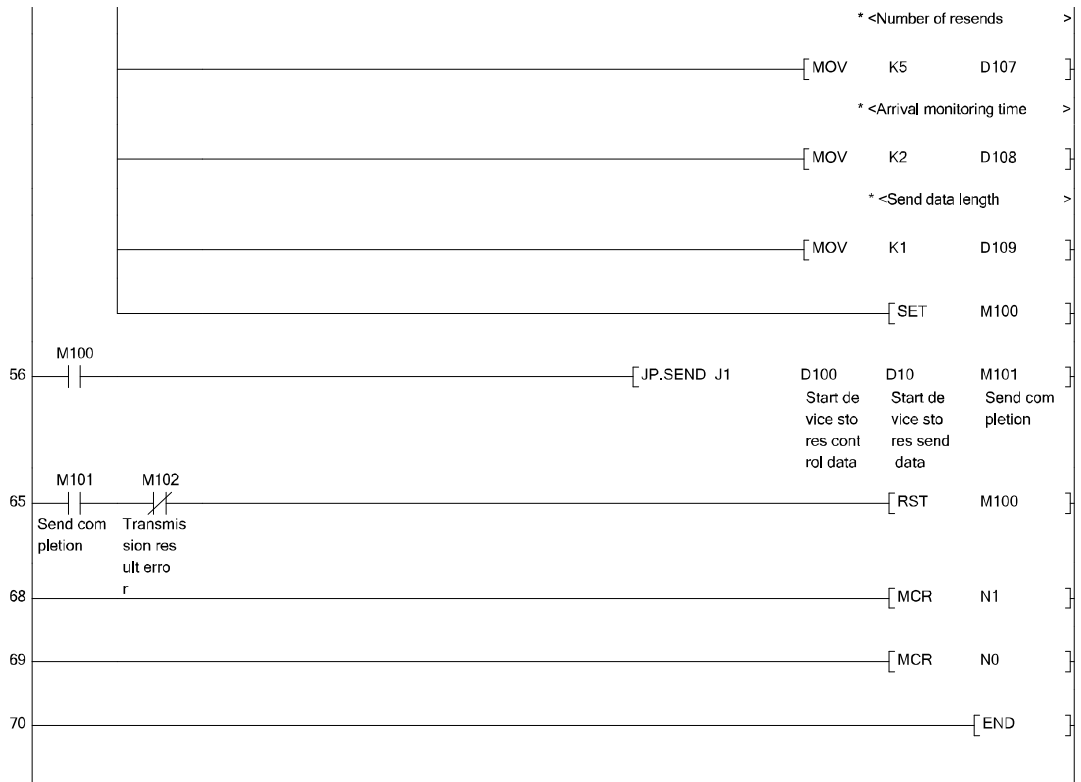 * <Number of resends >
MOV K5 D107
* <Arrival monitoring time >
MOV K2 D108
* <Send data length >
MOV K1 D109
SET M100
M100
56 JP.SEND J1 D100 D10 M101
Start de Start de Send com
vice sto vice sto pletion
res cont res send
rol data data
M101 M102
65 RST M100
Send com Transmis
pletion sion res
ult erro
r
68 MCR N1
69 MCR N0
70 END